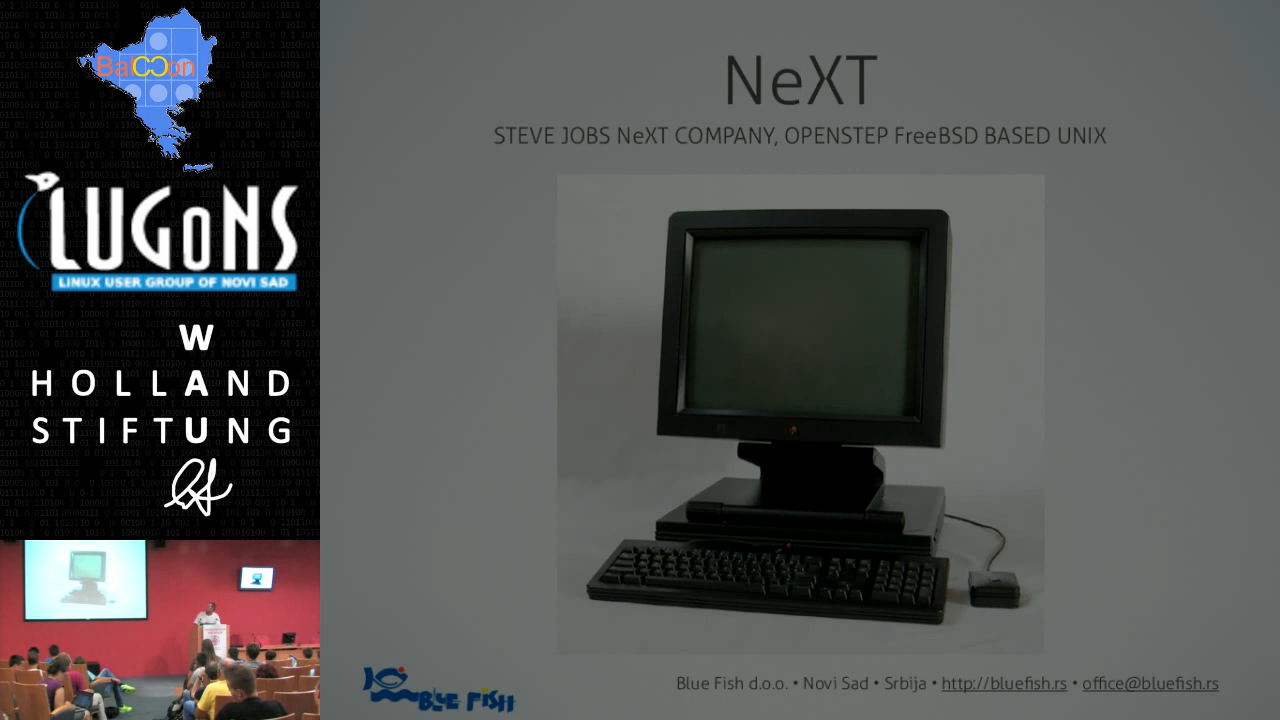 BalCCon
LUGoNS
LINUX USER GROUP OF NOVI SAD
W
HOLLAND
STIFTUNG
NeXT
STEVE JOBS NeXT COMPANY, OPENSTEP FreeBSD BASED UNIX
BLUE FISH
Blue Fish d.o.o. • Novi Sad • Srbija • http://bluefish.rs • office@bluefish.rs